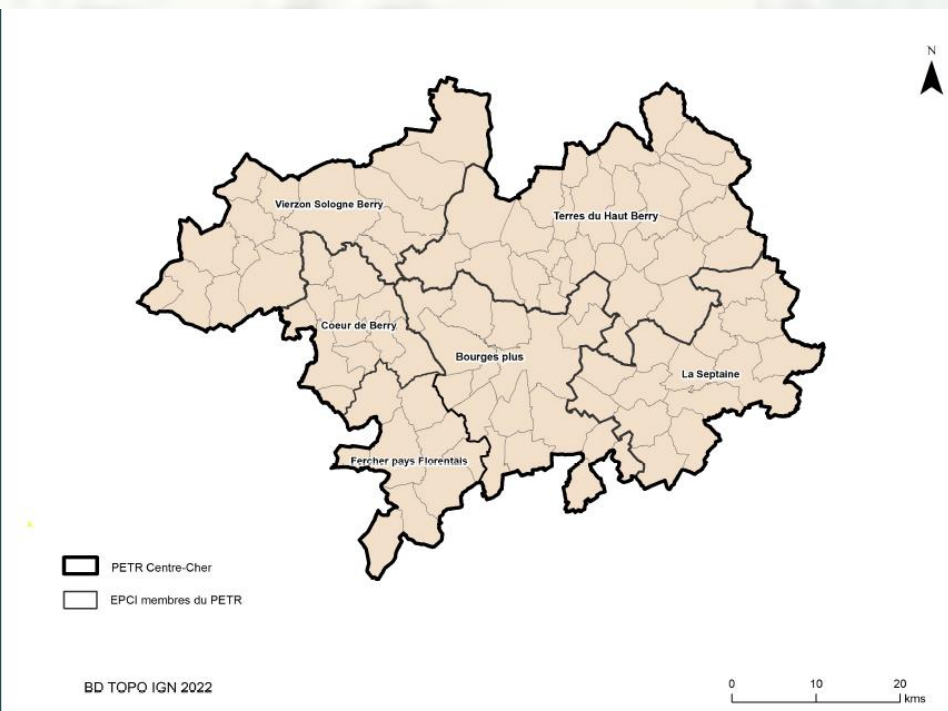 N
Vierzon Sologne Berry
Terres du Haut Berry
Coeur de Berry
Bourges plus
La Septaine
Fercher pays Florentais
PETR Centre-Cher
EPCI membres du PETR
BD TOPO IGN 2022
0 10 20
kms